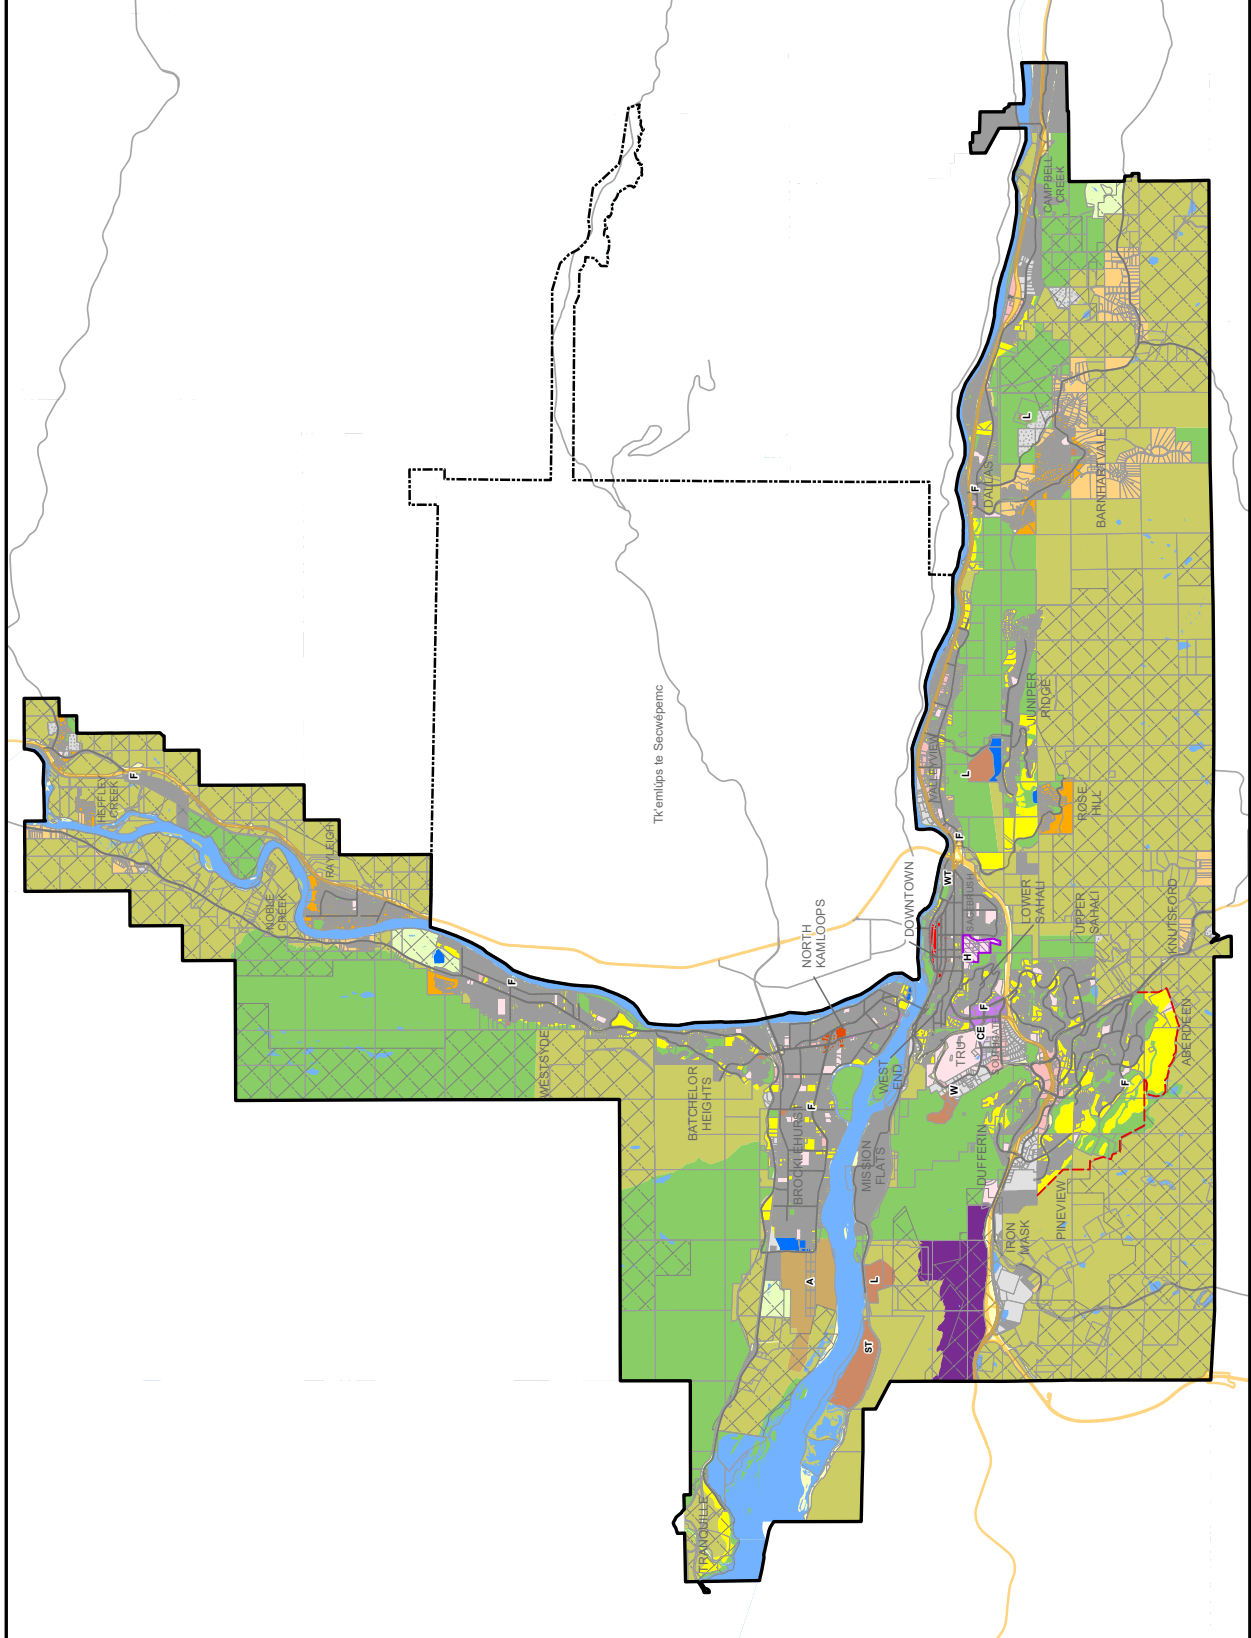 HEFFLEY
CREEK
F
RAYLEIGH
NOBLE
CREEK
F
WESTSYDE
Tk'emlúps te Secwépemc
BATCHELOR
HEIGHTS
NORTH
KAMLOOPS
DOWNTOWN
BROCKLEHURST
F
WEST
END
MISSION
FLATS
A
L
ST
TRANQUILLE
CAMPBELL
CREEK
L
F
DALLAS
BARNHARTVALE
VALLEYVIEW
L
JUNIPER
RIDGE
ROSE
HILL
F
WT
SAGEBRUSH
H
LOWER
SAHALI
UPPER
SAHALI
KNUTSFORD
F
CE
TRU
SOUTHGATE
W
F
ABERDEEN
DUFFERIN
IRON
MASK
PINEVIEW